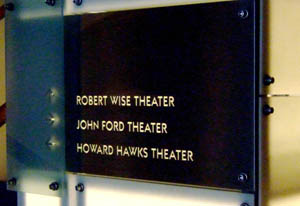 ROBERT WISE THEATER
JOHN FORD THEATER
HOWARD HAWKS THEATER